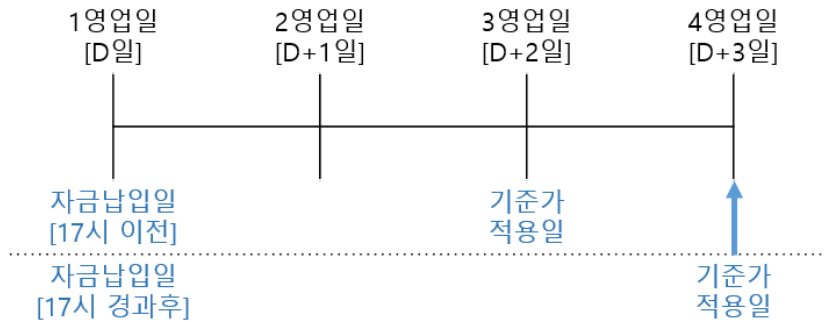 1영업일
[D일]
2영업일
[D+1일]
3영업일
[D+2일]
4영업일
[D+3일]
자금납입일
[17시 이전]
기준가
적용일
자금납입일
[17시 경과후]
기준가
적용일